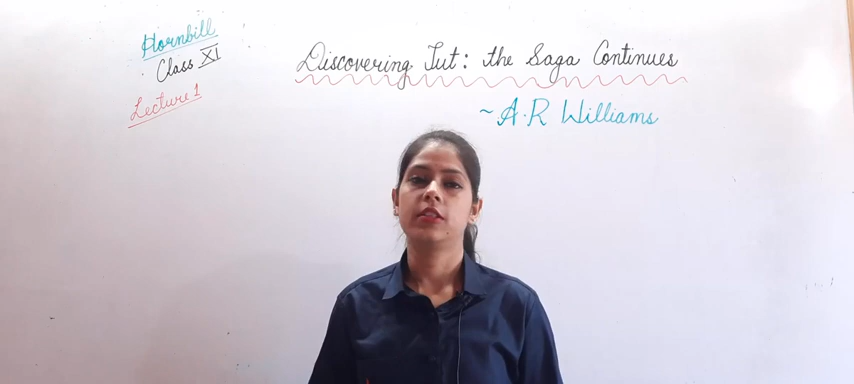 Hornbill
Class XI
Lecture 1
Discovering Tut: the Saga Continues
~A.R Williams